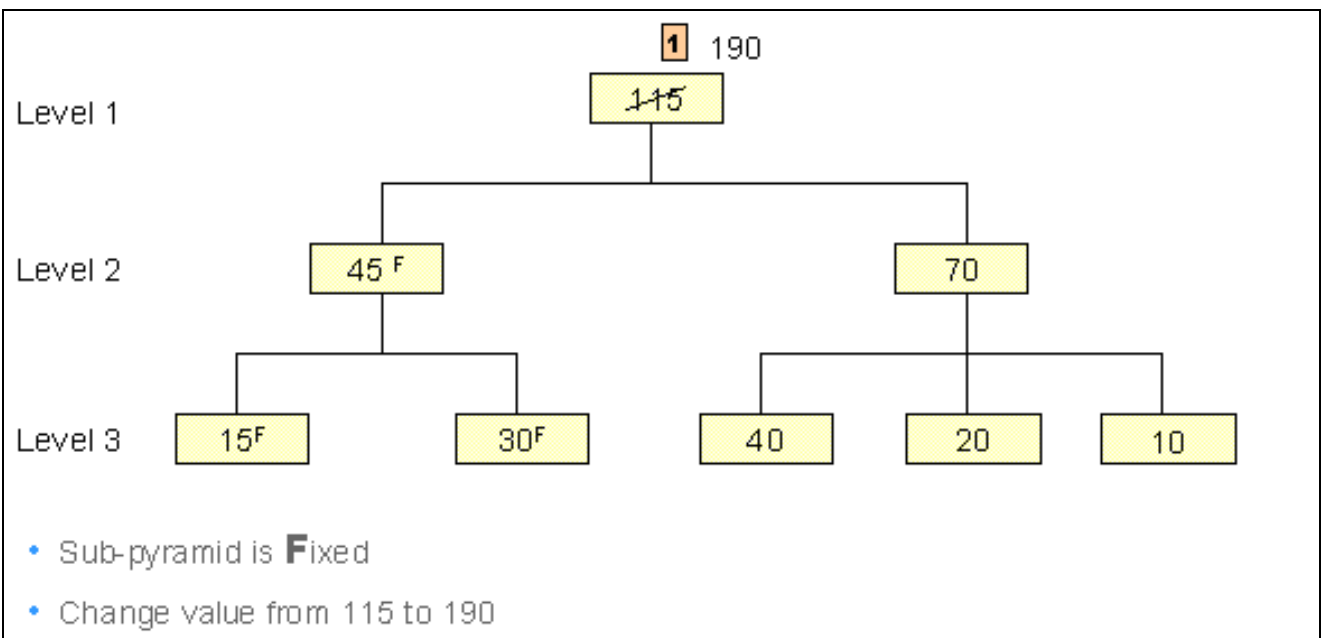 1 190
Level 1 115
Level 2 45 F 70
Level 3 15F 30F 40 20 10
• Sub-pyramid is Fixed
• Change value from 115 to 190